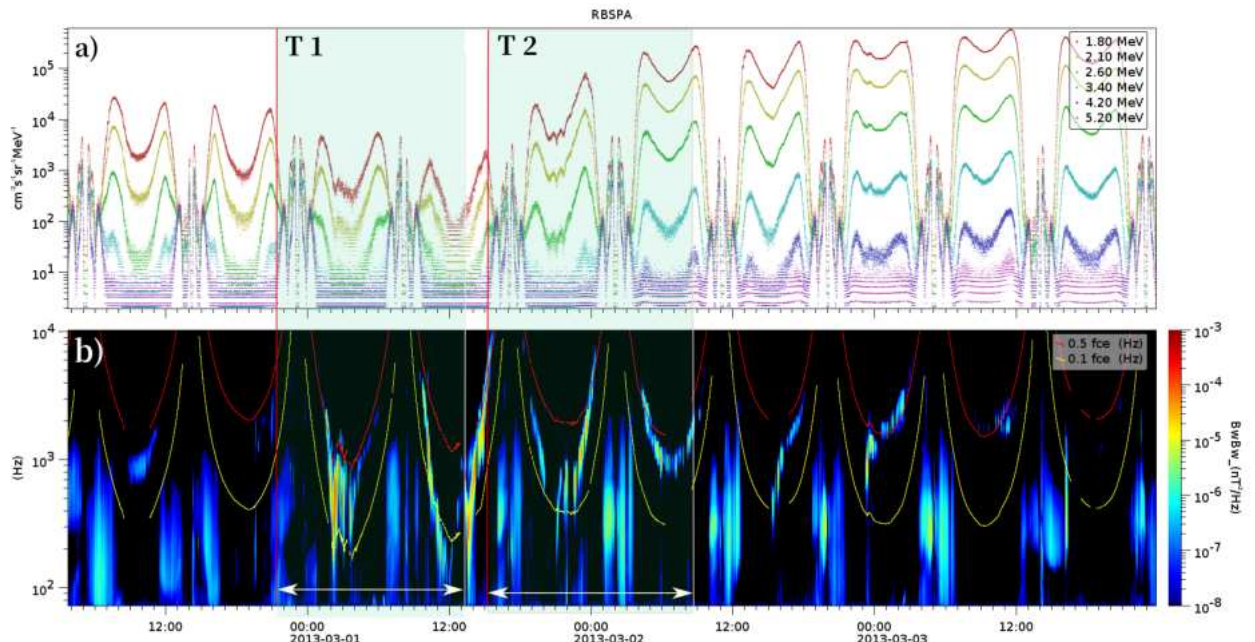 RBSPA
a)
T 1
T 2
1.80 MeV
2.10 MeV
2.60 MeV
3.40 MeV
4.20 MeV
5.20 MeV
10⁵
10⁴
10³
10²
10¹
cm⁻²s⁻¹sr⁻¹MeV⁻¹
b)
0.5 fce (Hz)
0.1 fce (Hz)
10⁴
10³
10²
(Hz)
10⁻³
10⁻⁴
10⁻⁵
10⁻⁶
10⁻⁷
10⁻⁸
BwBw_(nT²/Hz)
12:00 00:00 12:00 00:00 12:00 00:00 12:00
2013-03-01 2013-03-02 2013-03-03